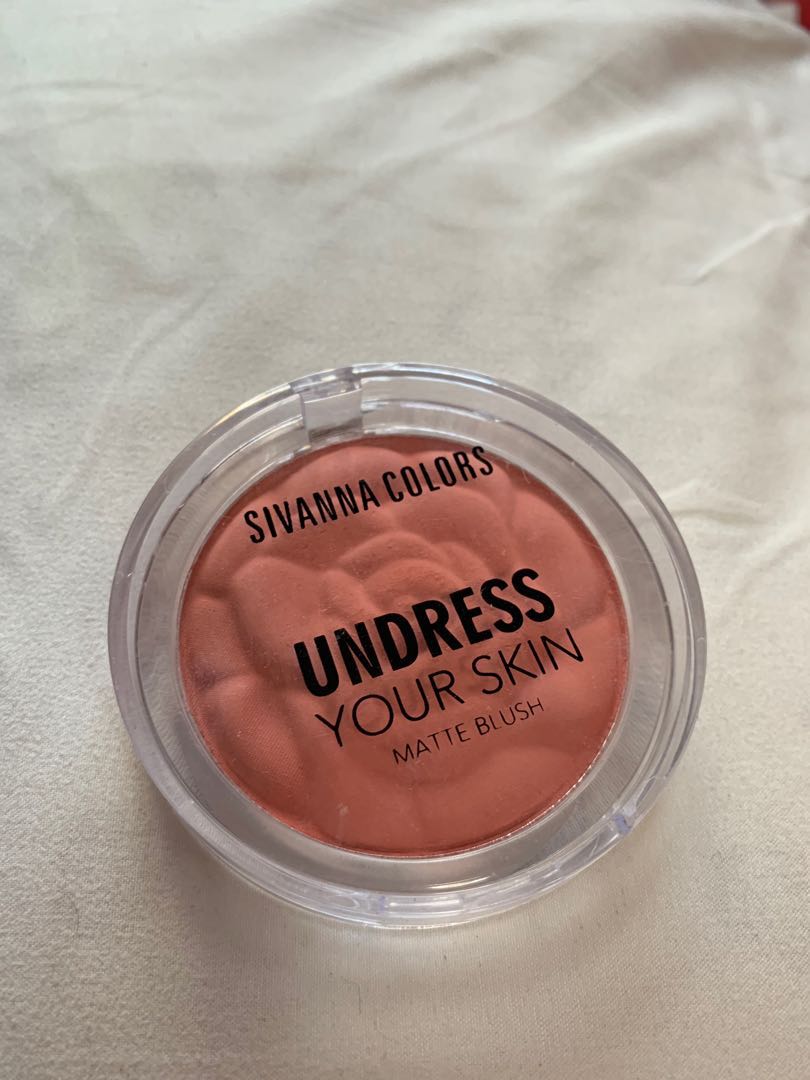 SIVANNA COLORS
UNDRESS
YOUR SKIN
MATTE BLUSH